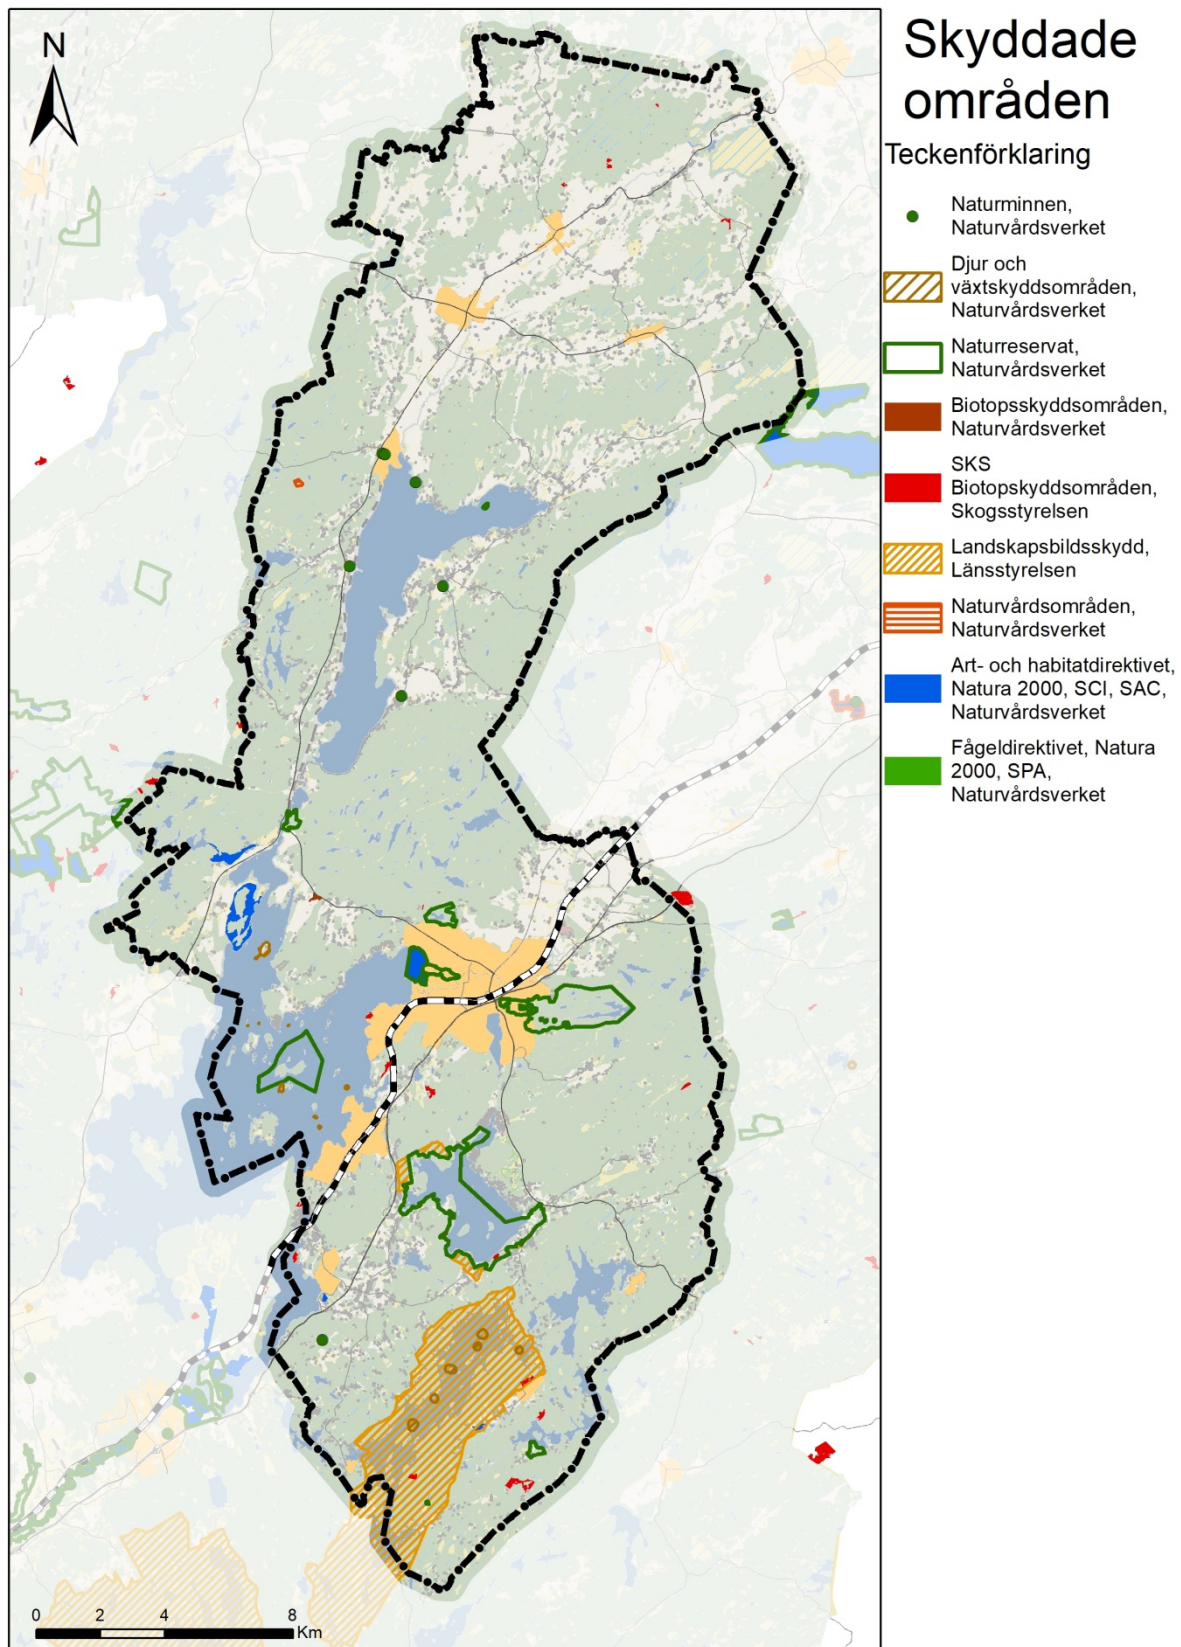 Skyddade
områden
Teckenförklaring
N
Naturminnen,
Naturvårdsverket
Djur och
växtskyddsområden,
Naturvårdsverket
Naturreservat,
Naturvårdsverket
Biotopsskyddsområden,
Naturvårdsverket
SKS
Biotopskyddsområden,
Skogsstyrelsen
Landskapsbildsskydd,
Länsstyrelsen
Naturvårdsområden,
Naturvårdsverket
Art- och habitatdirektivet,
Natura 2000, SCI, SAC,
Naturvårdsverket
Fågeldirektivet, Natura
2000, SPA,
Naturvårdsverket
0 2 4 8
Km